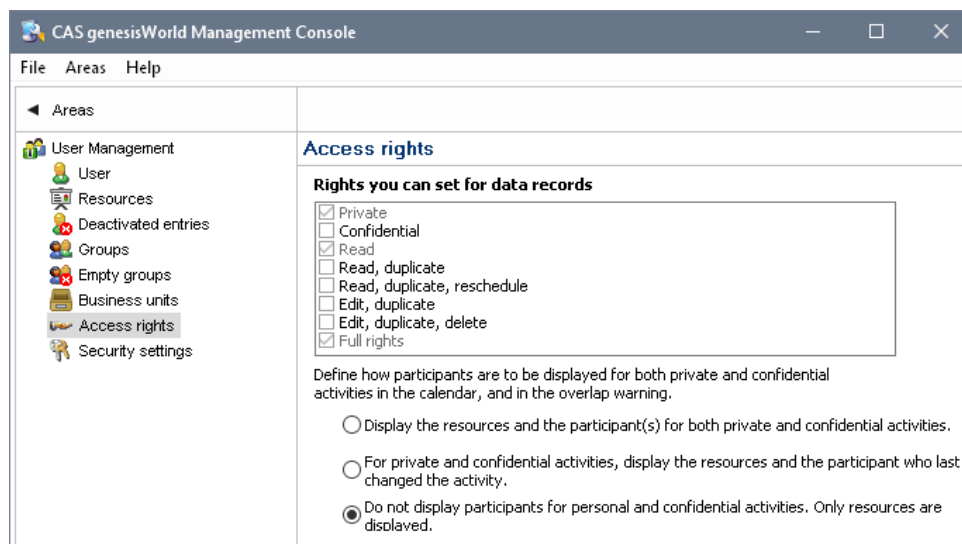 CAS genesisWorld Management Console
File Areas Help
Areas
User Management
User
Resources
Deactivated entries
Groups
Empty groups
Business units
Access rights
Security settings
Access rights
Rights you can set for data records
Private
Confidential
Read
Read, duplicate
Read, duplicate, reschedule
Edit, duplicate
Edit, duplicate, delete
Full rights
Define how participants are to be displayed for both private and confidential
activities in the calendar, and in the overlap warning.
Display the resources and the participant(s) for both private and confidential activities.
For private and confidential activities, display the resources and the participant who last
changed the activity.
Do not display participants for personal and confidential activities. Only resources are
displayed.